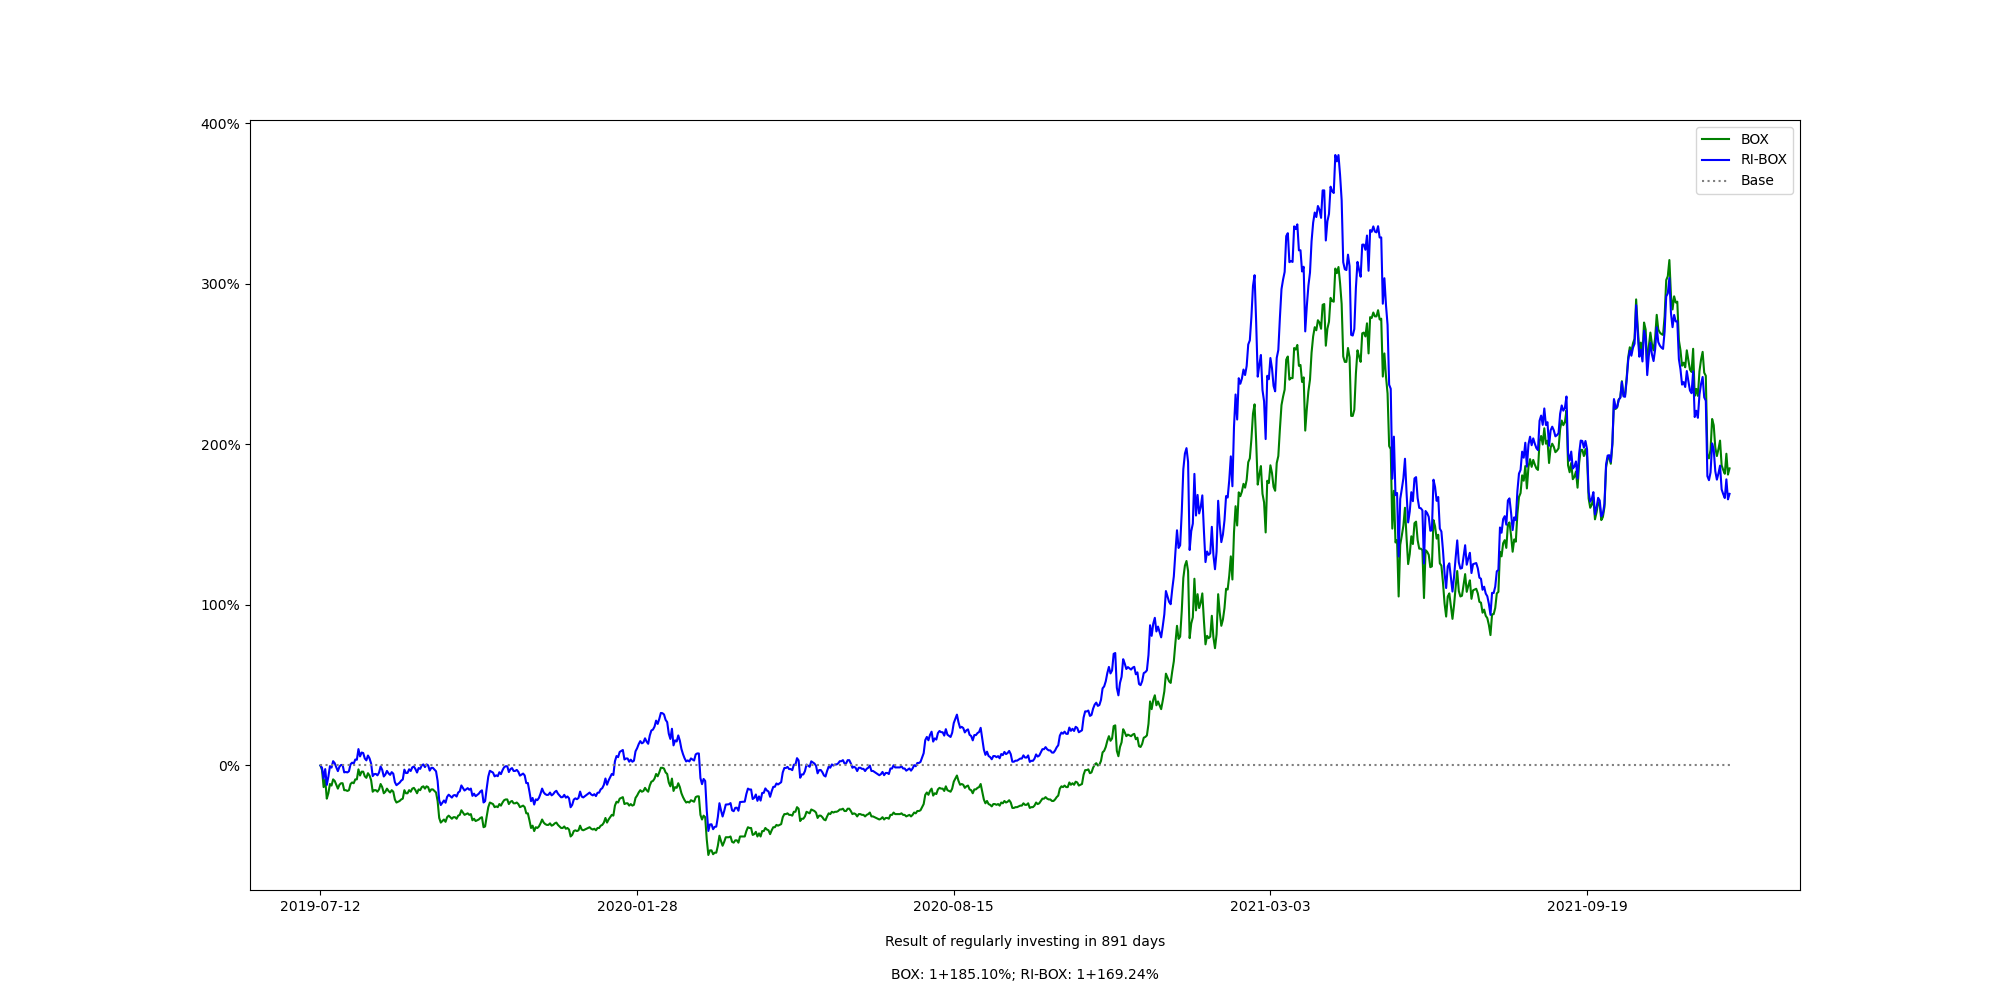 400%
300%
200%
100%
0%
BOX
RI-BOX
Base
2019-07-12
2020-01-28
2020-08-15
2021-03-03
2021-09-19
Result of regularly investing in 891 days
BOX: 1+185.10%; RI-BOX: 1+169.24%